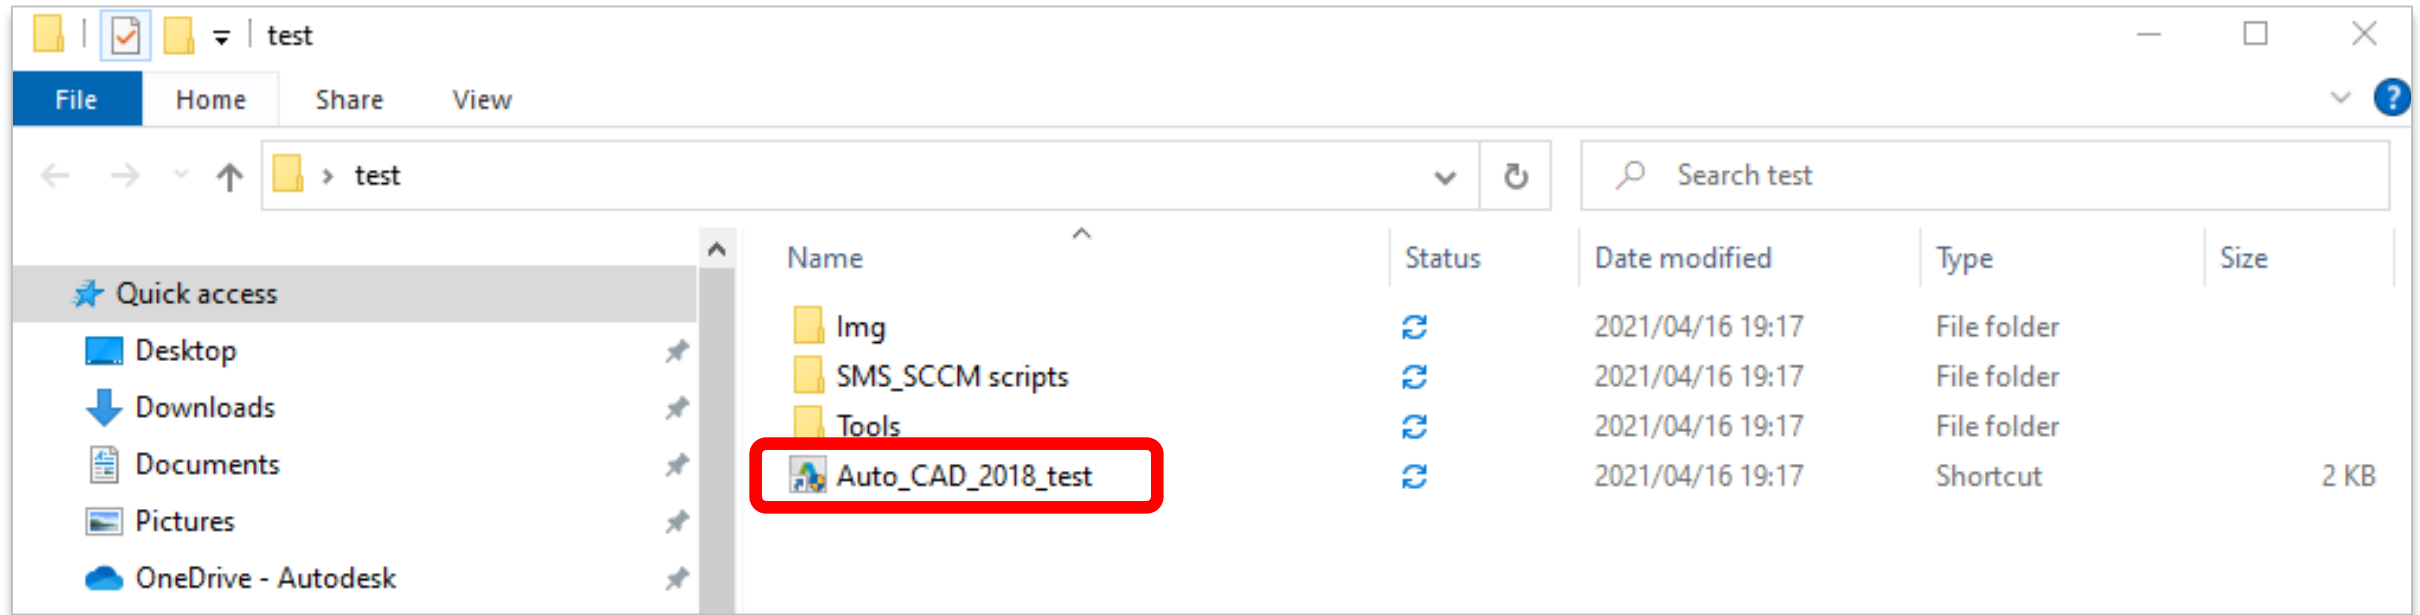 test
File Home Share View
test
Search test
Name Status Date modified Type Size
Quick access
Desktop
Downloads
Documents
Pictures
OneDrive - Autodesk
Img 2021/04/16 19:17 File folder
SMS_SCCM scripts 2021/04/16 19:17 File folder
Tools 2021/04/16 19:17 File folder
Auto_CAD_2018_test 2021/04/16 19:17 Shortcut 2 KB